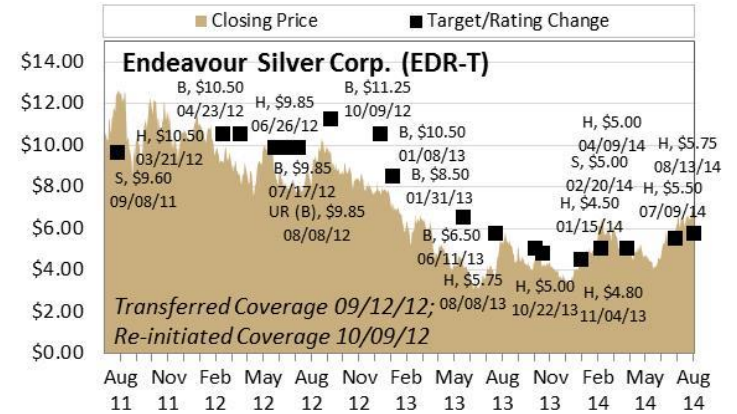 Closing Price Target/Rating Change
Endeavour Silver Corp. (EDR-T)
$14.00
$12.00
$10.00
$8.00
$6.00
$4.00
$2.00
$0.00
S, $9.60
09/08/11
H, $10.50
03/21/12
B, $10.50
04/23/12
H, $9.85
06/26/12
B, $9.85
07/17/12
UR (B), $9.85
08/08/12
B, $11.25
10/09/12
B, $10.50
01/08/13
B, $8.50
01/31/13
B, $6.50
06/11/13
H, $5.75
08/08/13
H, $5.00
10/22/13
H, $4.80
11/04/13
H, $4.50
01/15/14
S, $5.00
02/20/14
H, $5.00
04/09/14
H, $5.50
07/09/14
H, $5.75
08/13/14
Transferred Coverage 09/12/12;
Re-initiated Coverage 10/09/12
Aug Nov Feb May Aug Nov Feb May Aug Nov Feb May Aug
11 11 12 12 12 12 13 13 13 13 14 14 14